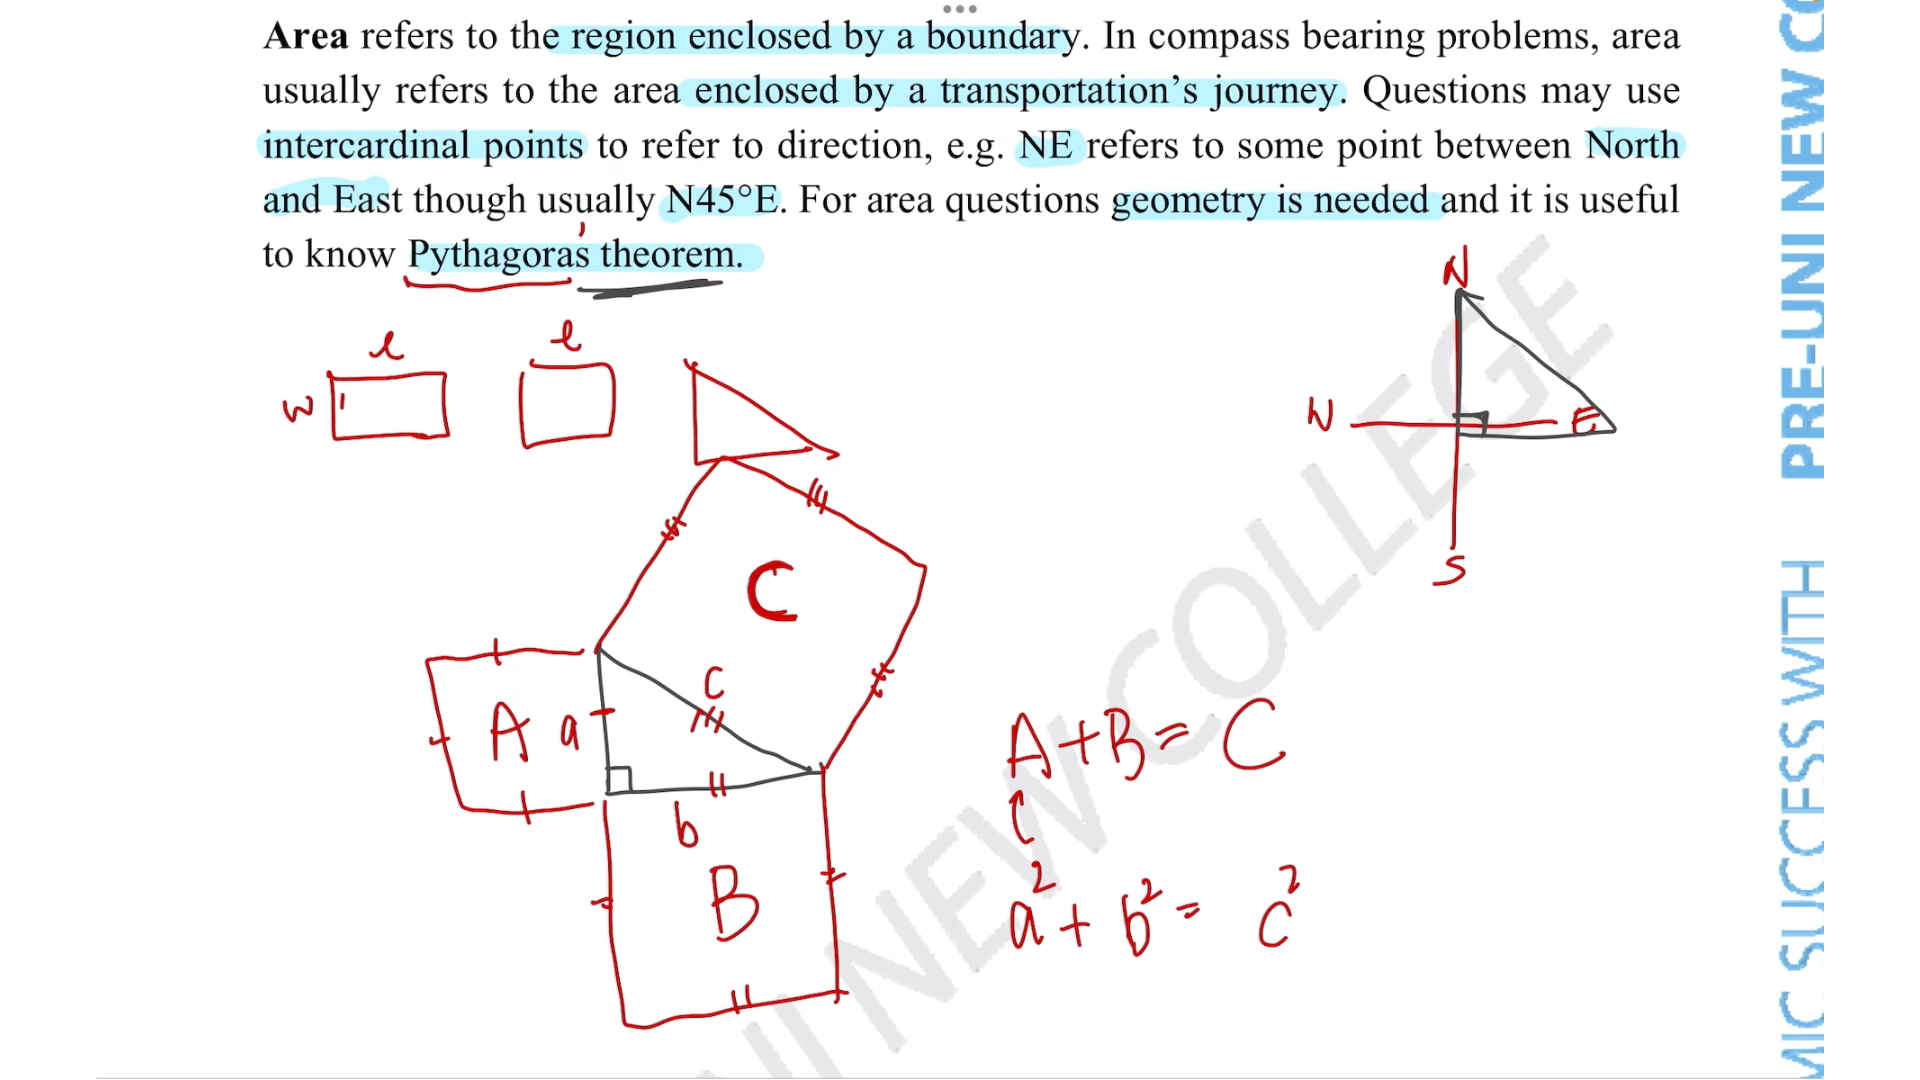 Area refers to the region enclosed by a boundary. In compass bearing problems, area
usually refers to the area enclosed by a transportation's journey. Questions may use
intercardinal points to refer to direction, e.g. NE refers to some point between North
and East though usually N45°E. For area questions geometry is needed and it is useful
to know Pythagoras' theorem.
N
l
l
w
W
E
S
C
c
A
a
b
B
A+B=C
a²+b²=c²
NEW COLLEGE
PRE-UNI NEW CO
MIC SUCCESS WITH